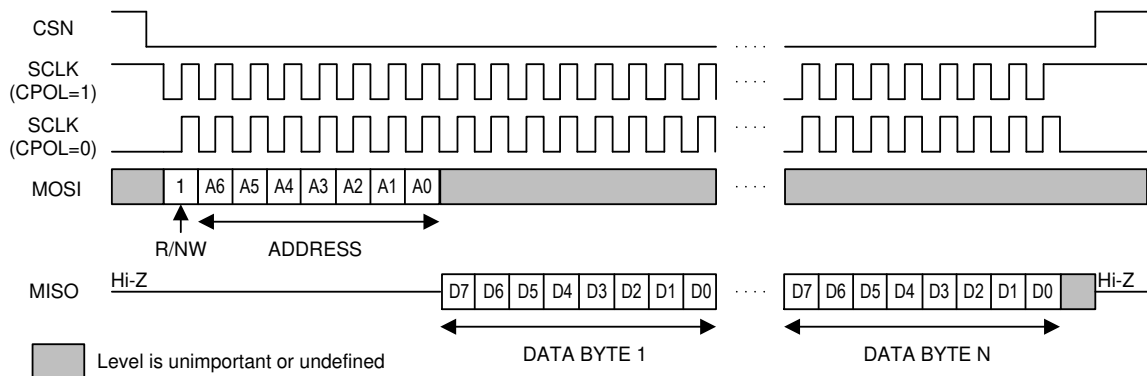 CSN
· · · ·
SCLK
(CPOL=1)
· · · ·
SCLK
(CPOL=0)
· · · ·
MOSI
1 A6 A5 A4 A3 A2 A1 A0
· · · ·
R/NW
ADDRESS
MISO
Hi-Z
D7 D6 D5 D4 D3 D2 D1 D0
· · · ·
D7 D6 D5 D4 D3 D2 D1 D0
Hi-Z
Level is unimportant or undefined
DATA BYTE 1
DATA BYTE N